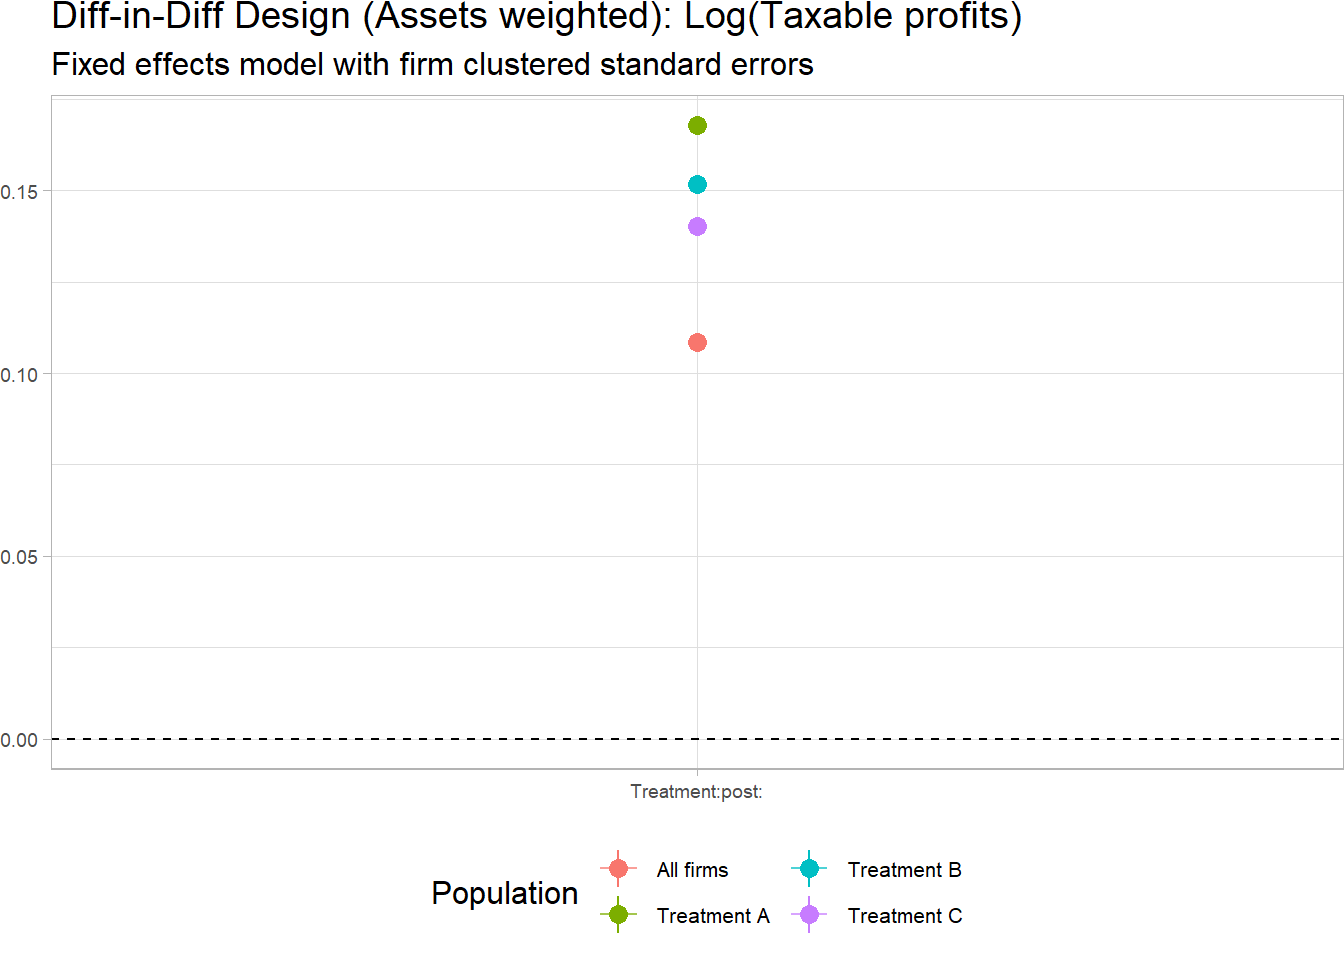 Diff-in-Diff Design (Assets weighted): Log(Taxable profits)
Fixed effects model with firm clustered standard errors
0.15
0.10
0.05
0.00
Treatment:post:
Population
All firms
Treatment A
Treatment B
Treatment C